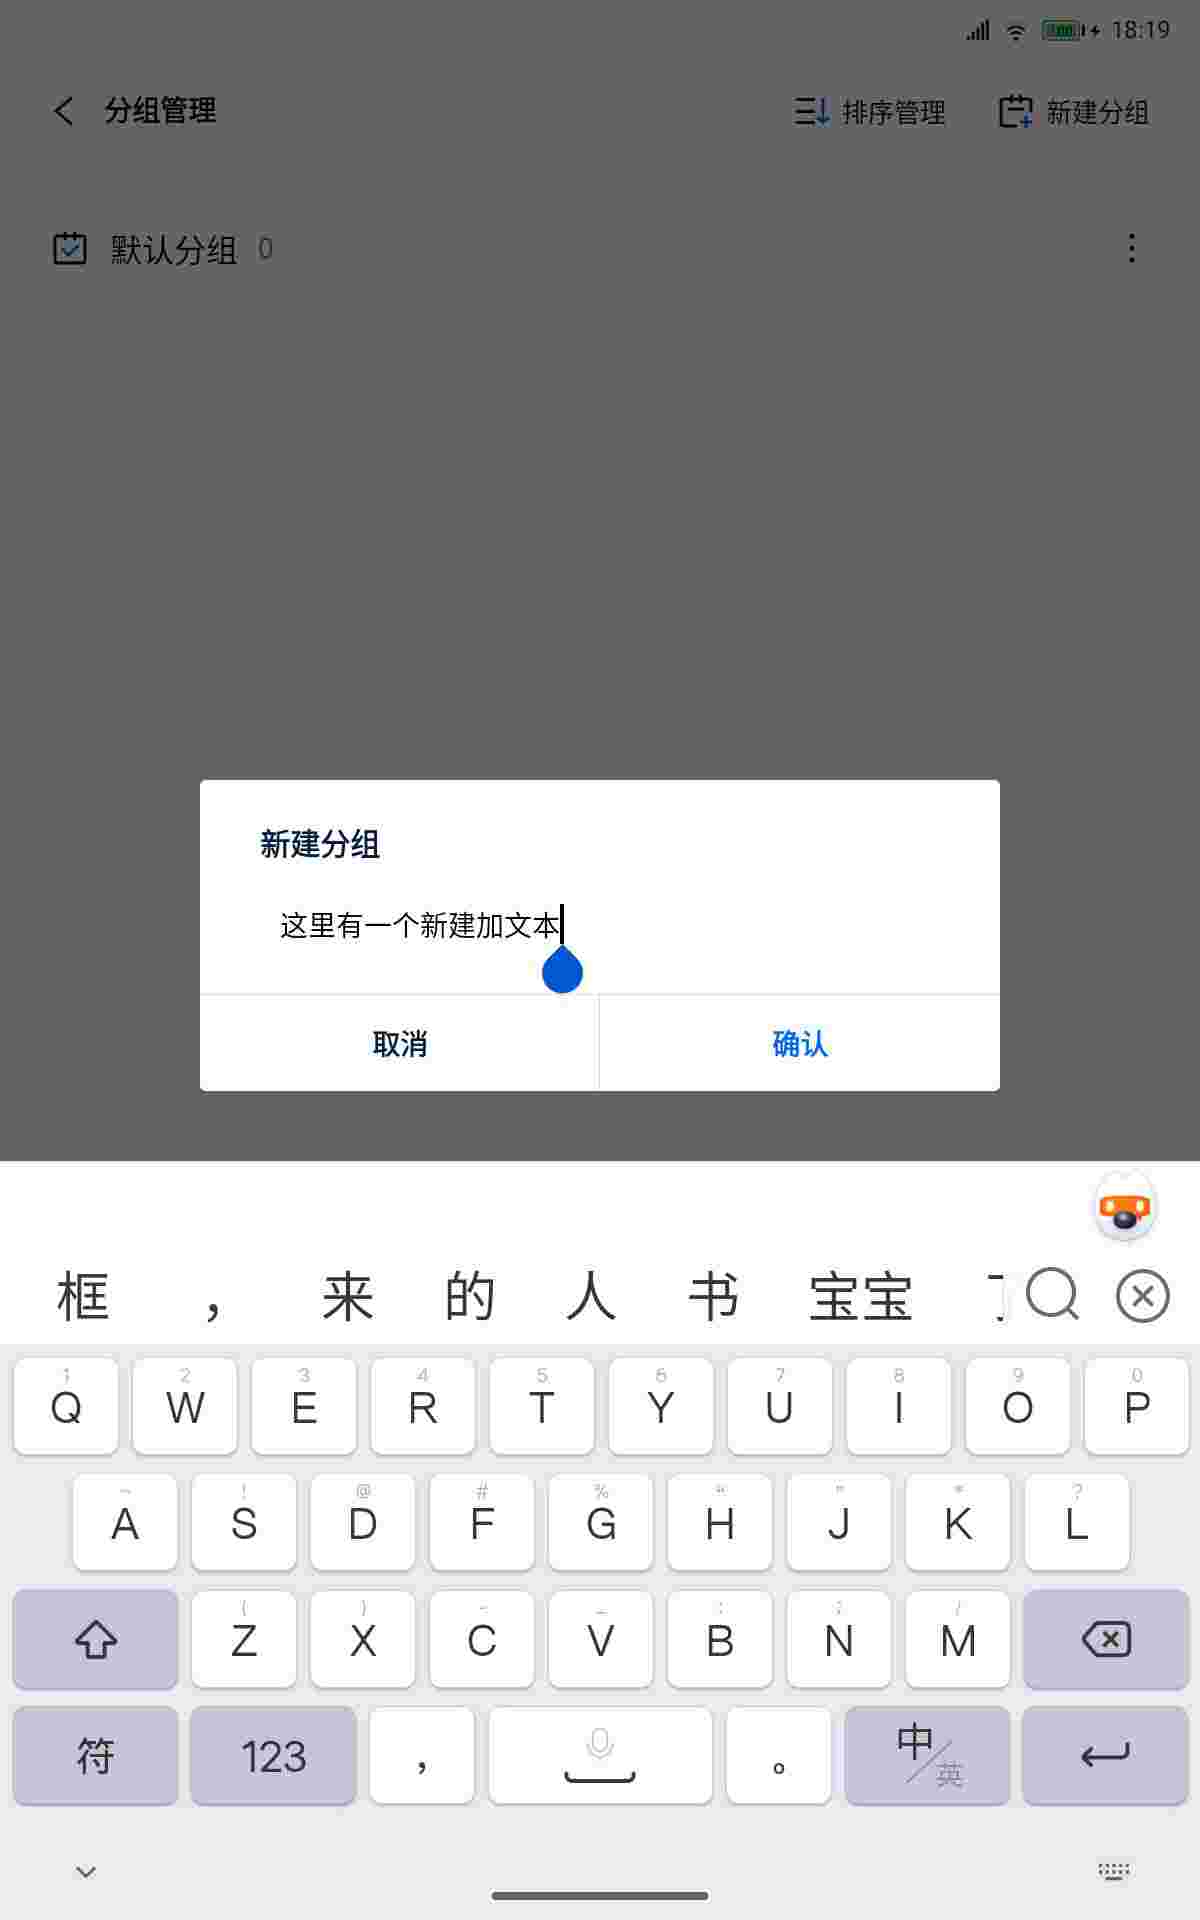 18:19
分组管理 排序管理 新建分组
默认分组 0
新建分组
这里有一个新建加文本
取消 确认
框 ， 来 的 人 书 宝宝
1 2 3 4 5 6 7 8 9 0
Q W E R T Y U I O P
~ ! @ # % “ ” * ?
A S D F G H J K L
( ) - _ : ; /
Z X C V B N M
符 123 ， 。 中/英